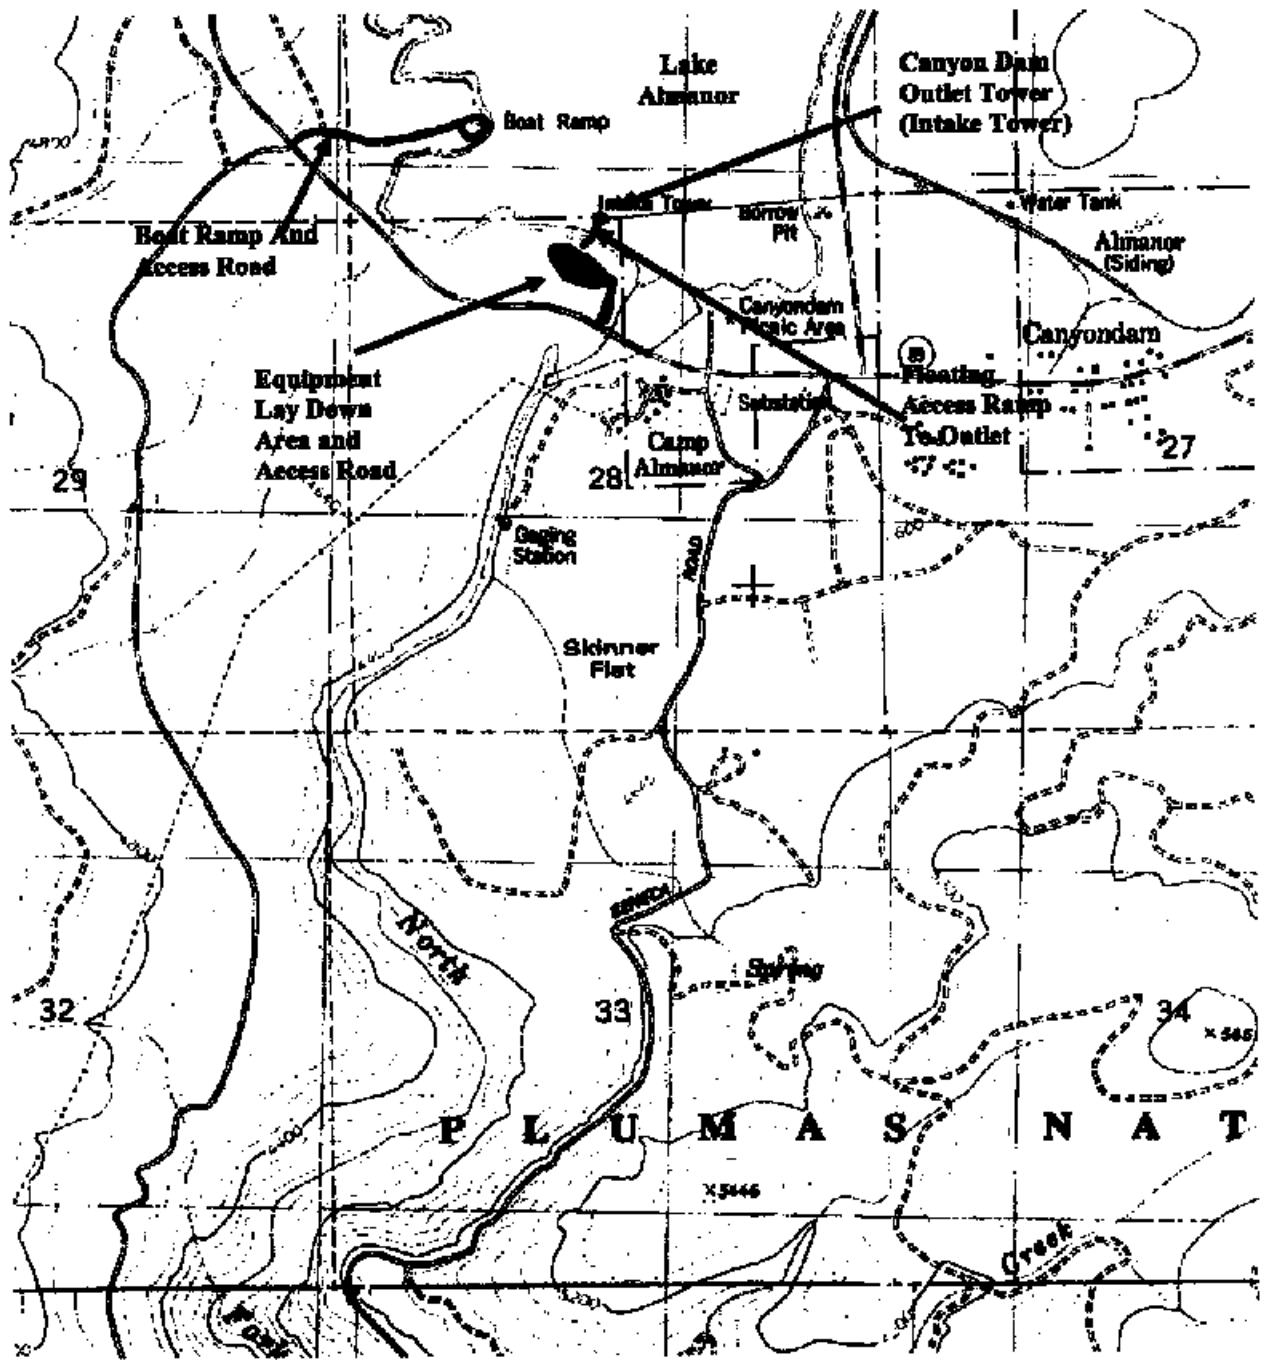 Lake
Almanor
Canyon Dam
Outlet Tower
(Intake Tower)
Boat Ramp
4800
Intake Tower
Borrow
Pit
Water Tank
Almanor
(Siding)
Boat Ramp And
Access Road
Canyondam
Picnic Area
Canyondam
89
Equipment
Lay Down
Area and
Access Road
Floating
Access Ramp
To Outlet
Substation
Camp
Almanor
29
28
27
Gaging
Station
ROAD
Skinner
Flat
SENECA
North
Spring
32
33
34
P L U M A S N A T
×5446
Creek
Fork